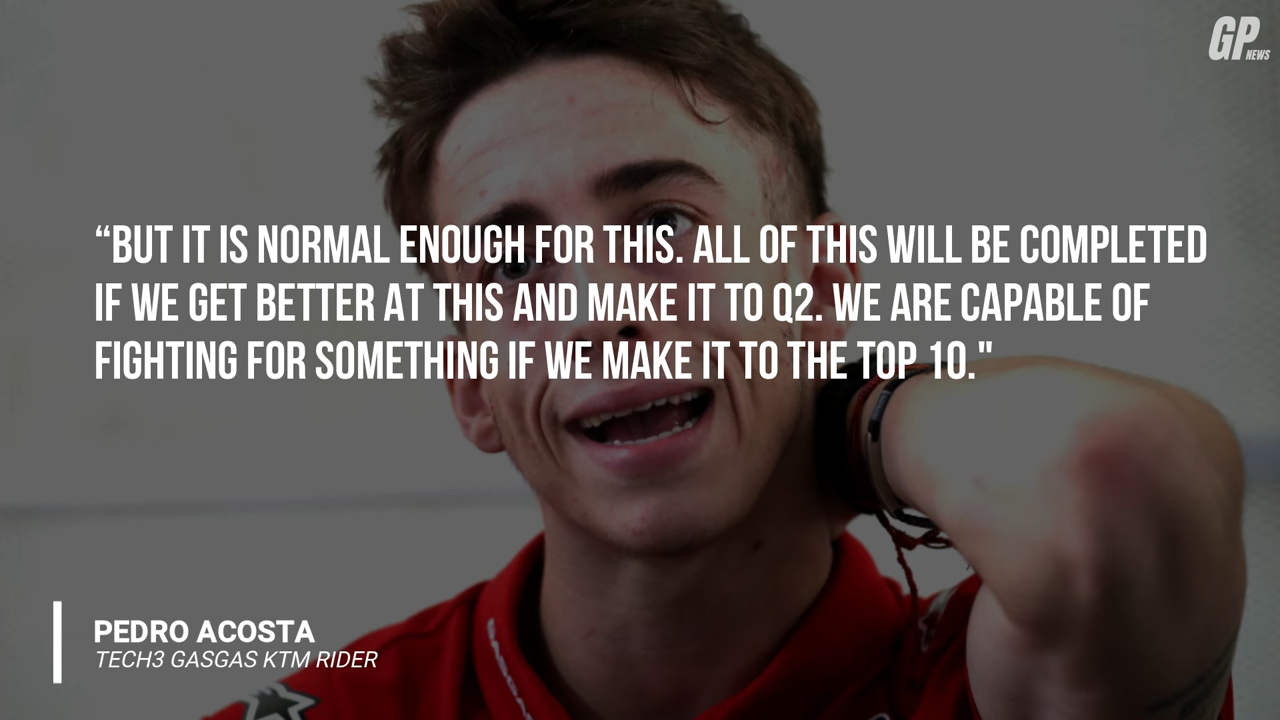 GP
NEWS
“BUT IT IS NORMAL ENOUGH FOR THIS. ALL OF THIS WILL BE COMPLETED
IF WE GET BETTER AT THIS AND MAKE IT TO Q2. WE ARE CAPABLE OF
FIGHTING FOR SOMETHING IF WE MAKE IT TO THE TOP 10."
PEDRO ACOSTA
TECH3 GASGAS KTM RIDER